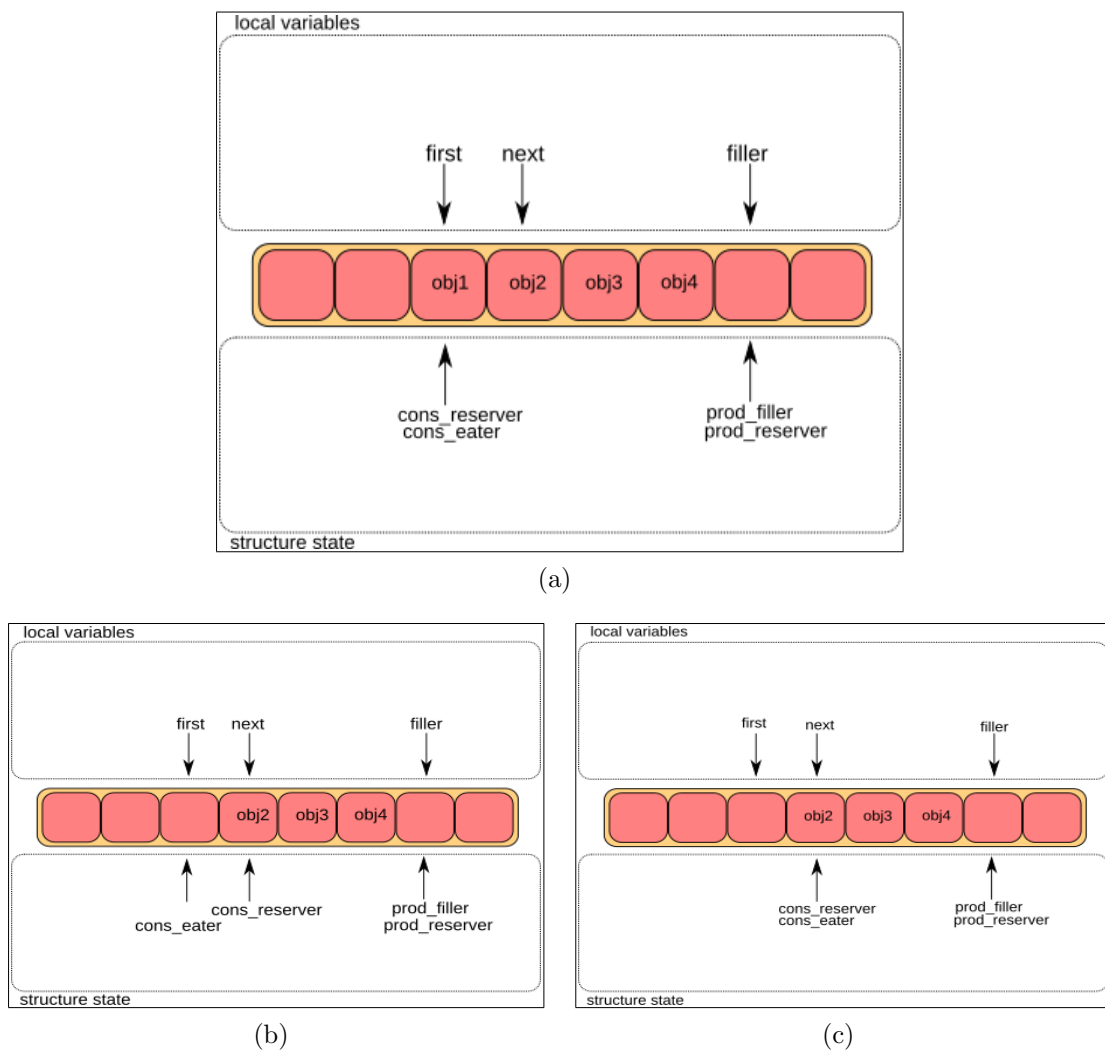 local variables
first next filler
obj1 obj2 obj3 obj4
cons_reserver prod_filler
cons_eater prod_reserver
structure state
(a)
local variables
first next filler
obj2 obj3 obj4
cons_reserver prod_filler
cons_eater prod_reserver
structure state
(b)
local variables
first next filler
obj2 obj3 obj4
cons_reserver prod_filler
cons_eater prod_reserver
structure state
(c)